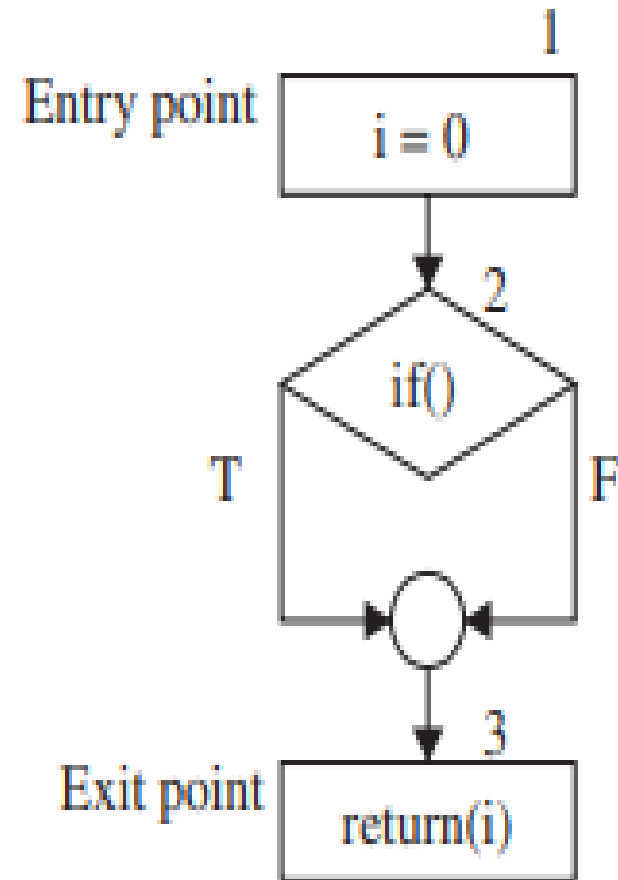 1
Entry point
i = 0
2
if()
T
F
3
Exit point
return(i)